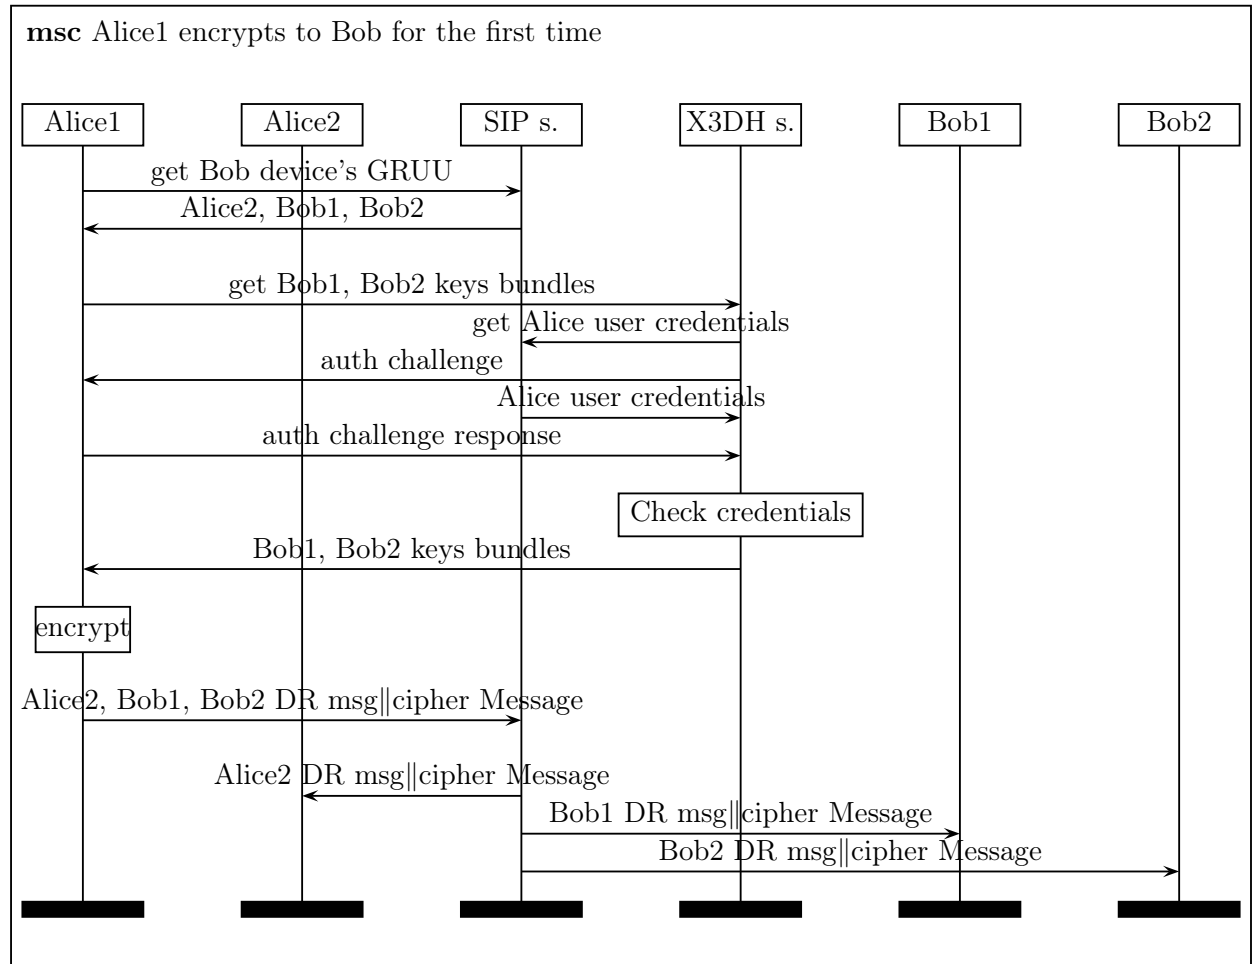 msc Alice1 encrypts to Bob for the first time
Alice1 Alice2 SIP s. X3DH s. Bob1 Bob2
get Bob device's GRUU
Alice2, Bob1, Bob2
get Bob1, Bob2 keys bundles
get Alice user credentials
auth challenge
Alice user credentials
auth challenge response
Check credentials
Bob1, Bob2 keys bundles
encrypt
Alice2, Bob1, Bob2 DR msg||cipher Message
Alice2 DR msg||cipher Message
Bob1 DR msg||cipher Message
Bob2 DR msg||cipher Message